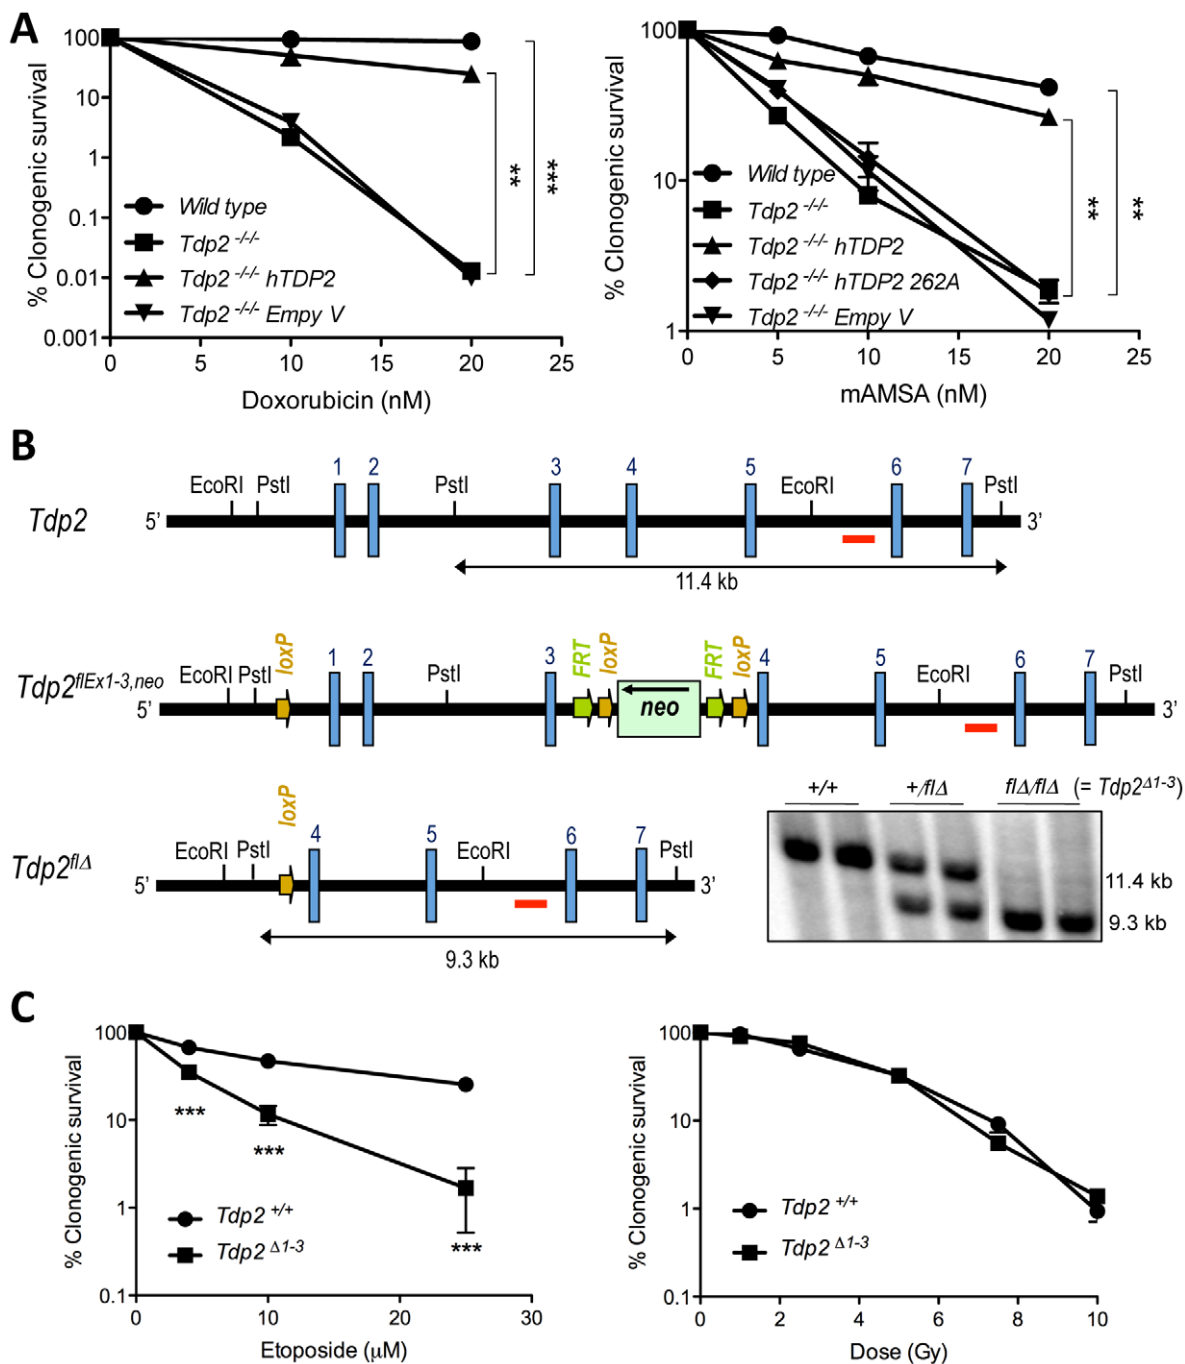 A
% Clonogenic survival
100
10
1
0.1
0.01
0.001
0 5 10 15 20 25
Doxorubicin (nM)
Wild type
Tdp2 -/-/-
Tdp2 -/-/- hTDP2
Tdp2 -/-/- Empy V
**
***
% Clonogenic survival
100
10
1
0 5 10 15 20 25
mAMSA (nM)
Wild type
Tdp2 -/-/-
Tdp2 -/-/- hTDP2
Tdp2 -/-/- hTDP2 262A
Tdp2 -/-/- Empy V
**
**
B
Tdp2
5’ EcoRI PstI 1 2 PstI 3 4 5 EcoRI 6 7 PstI 3’
11.4 kb
Tdp2flEx1-3,neo
5’ EcoRI PstI loxP 1 2 PstI 3 FRT loxP neo FRT loxP 4 5 EcoRI 6 7 PstI 3’
Tdp2flΔ
5’ EcoRI PstI loxP 4 5 EcoRI 6 7 PstI 3’
9.3 kb
+/+ +/flΔ flΔ/flΔ (= Tdp2Δ1-3)
11.4 kb
9.3 kb
C
% Clonogenic survival
100
10
1
0.1
0 10 20 30
Etoposide (μM)
***
***
***
Tdp2 +/+
Tdp2 Δ1-3
% Clonogenic survival
100
10
1
0.1
0 2 4 6 8 10
Dose (Gy)
Tdp2 +/+
Tdp2 Δ1-3